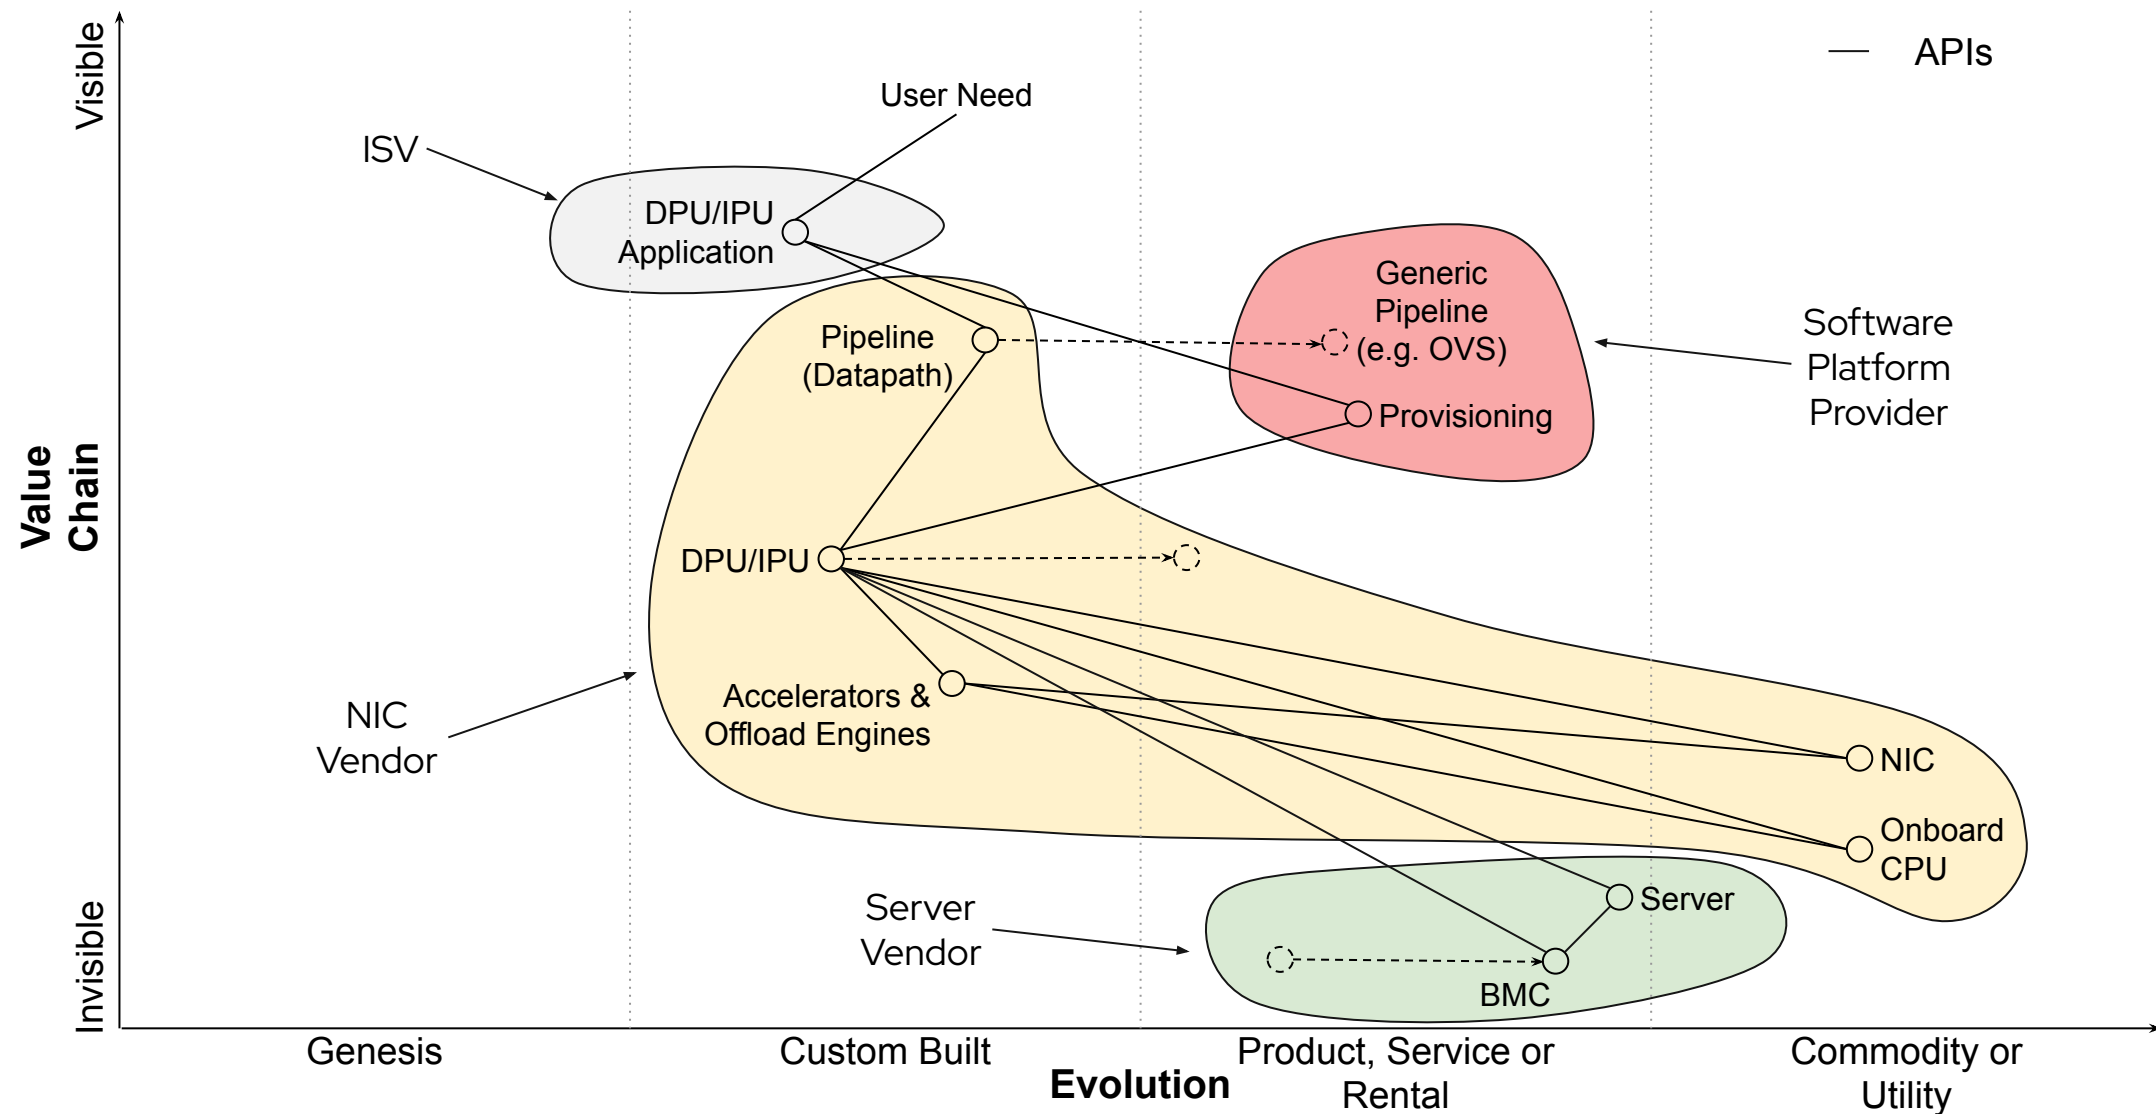 Visible
APIs
User Need
ISV
DPU/IPU
Application
Generic
Pipeline
(e.g. OVS)
Pipeline
(Datapath)
Software
Platform
Provider
Provisioning
Value
Chain
DPU/IPU
Accelerators &
Offload Engines
NIC
Vendor
NIC
Onboard
CPU
Server
Vendor
Server
BMC
Invisible
Genesis
Custom Built
Product, Service or
Rental
Commodity or
Utility
Evolution